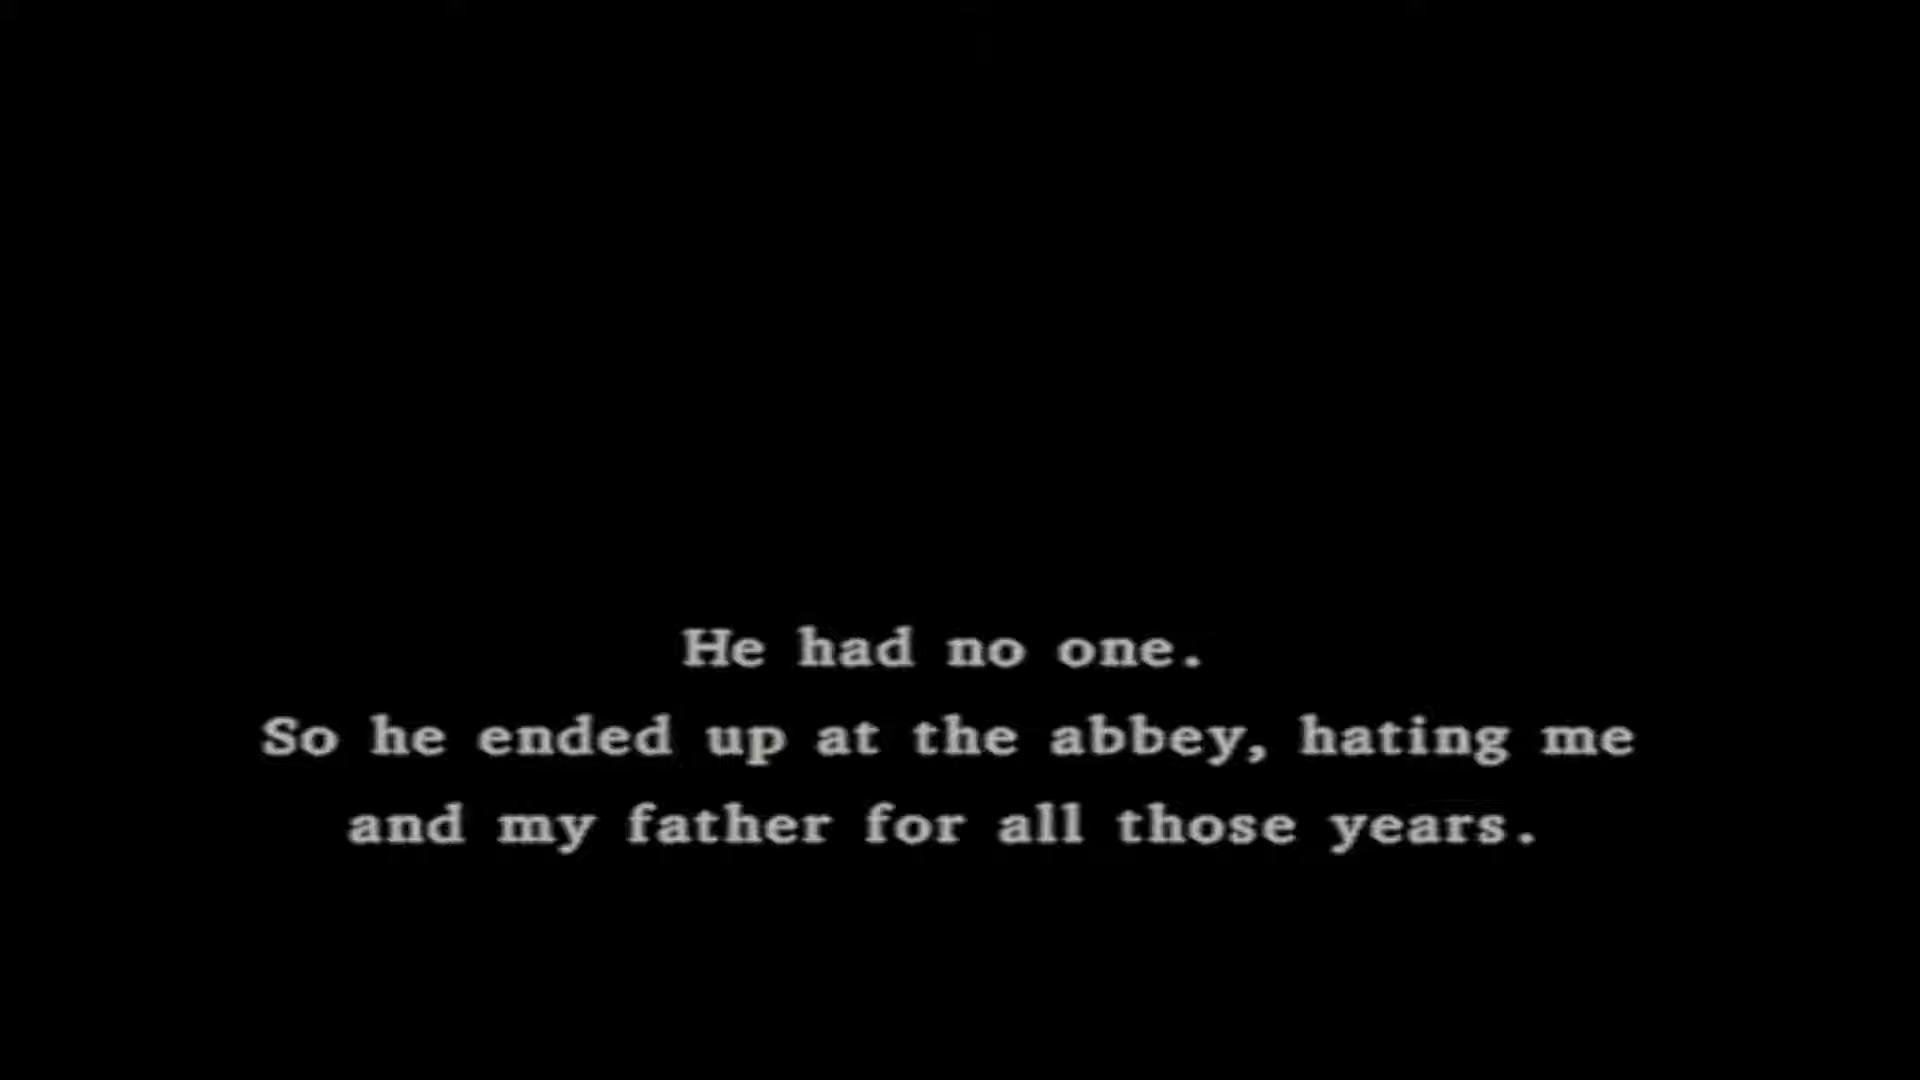 He had no one.
So he ended up at the abbey, hating me
and my father for all those years.